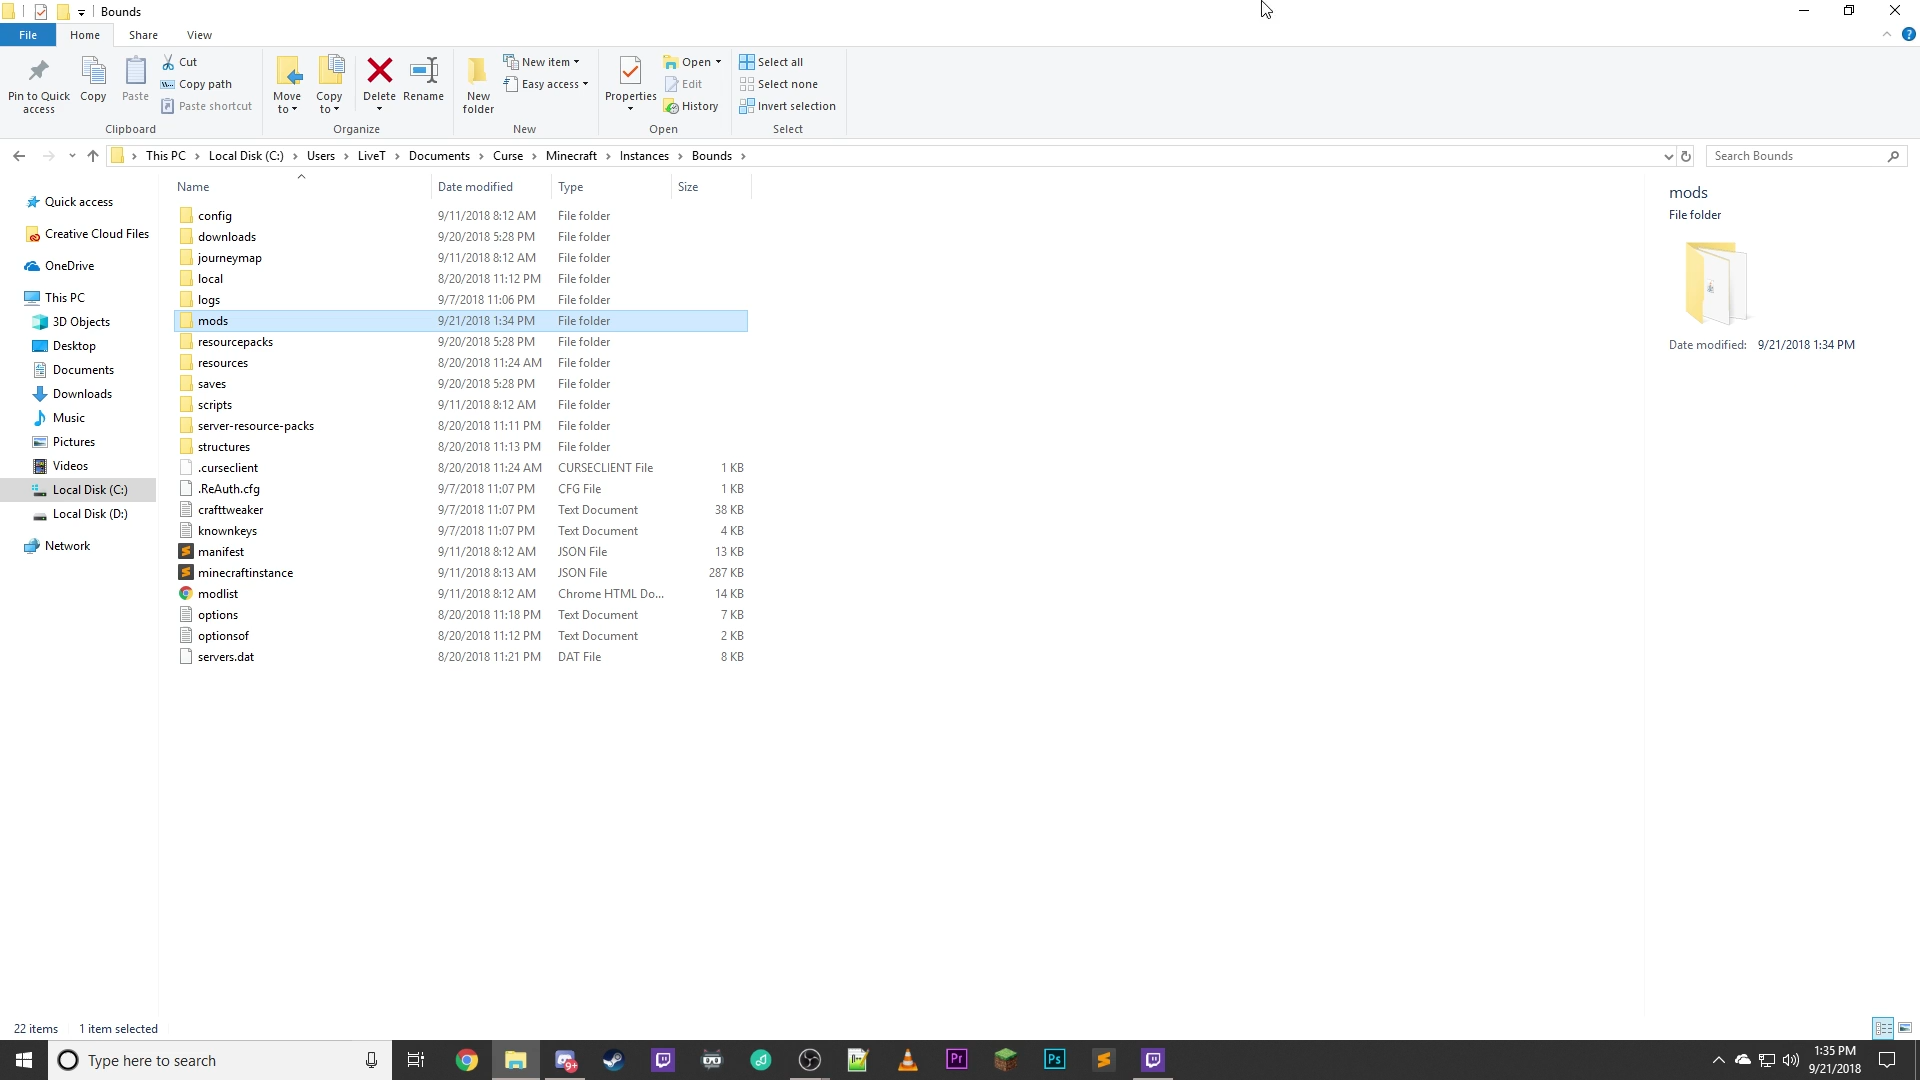 Bounds
File Home Share View
Pin to Quick access
Copy
Paste
Cut
Copy path
Paste shortcut
Clipboard
Move to
Copy to
Delete
Rename
Organize
New folder
New item
Easy access
New
Properties
Open
Edit
History
Open
Select all
Select none
Invert selection
Select
This PC › Local Disk (C:) › Users › LiveT › Documents › Curse › Minecraft › Instances › Bounds ›
Search Bounds
Quick access
Creative Cloud Files
OneDrive
This PC
3D Objects
Desktop
Documents
Downloads
Music
Pictures
Videos
Local Disk (C:)
Local Disk (D:)
Network
Name Date modified Type Size
config 9/11/2018 8:12 AM File folder
downloads 9/20/2018 5:28 PM File folder
journeymap 9/11/2018 8:12 AM File folder
local 8/20/2018 11:12 PM File folder
logs 9/7/2018 11:06 PM File folder
mods 9/21/2018 1:34 PM File folder
resourcepacks 9/20/2018 5:28 PM File folder
resources 8/20/2018 11:24 AM File folder
saves 9/20/2018 5:28 PM File folder
scripts 9/11/2018 8:12 AM File folder
server-resource-packs 8/20/2018 11:11 PM File folder
structures 8/20/2018 11:13 PM File folder
.curseclient 8/20/2018 11:24 AM CURSECLIENT File 1 KB
.ReAuth.cfg 9/7/2018 11:07 PM CFG File 1 KB
crafttweaker 9/7/2018 11:07 PM Text Document 38 KB
knownkeys 9/7/2018 11:07 PM Text Document 4 KB
manifest 9/11/2018 8:12 AM JSON File 13 KB
minecraftinstance 9/11/2018 8:13 AM JSON File 287 KB
modlist 9/11/2018 8:12 AM Chrome HTML Do... 14 KB
options 8/20/2018 11:18 PM Text Document 7 KB
optionsof 8/20/2018 11:12 PM Text Document 2 KB
servers.dat 8/20/2018 11:21 PM DAT File 8 KB
mods
File folder
Date modified: 9/21/2018 1:34 PM
22 items 1 item selected
Type here to search
9+
Pr
Ps
1:35 PM
9/21/2018